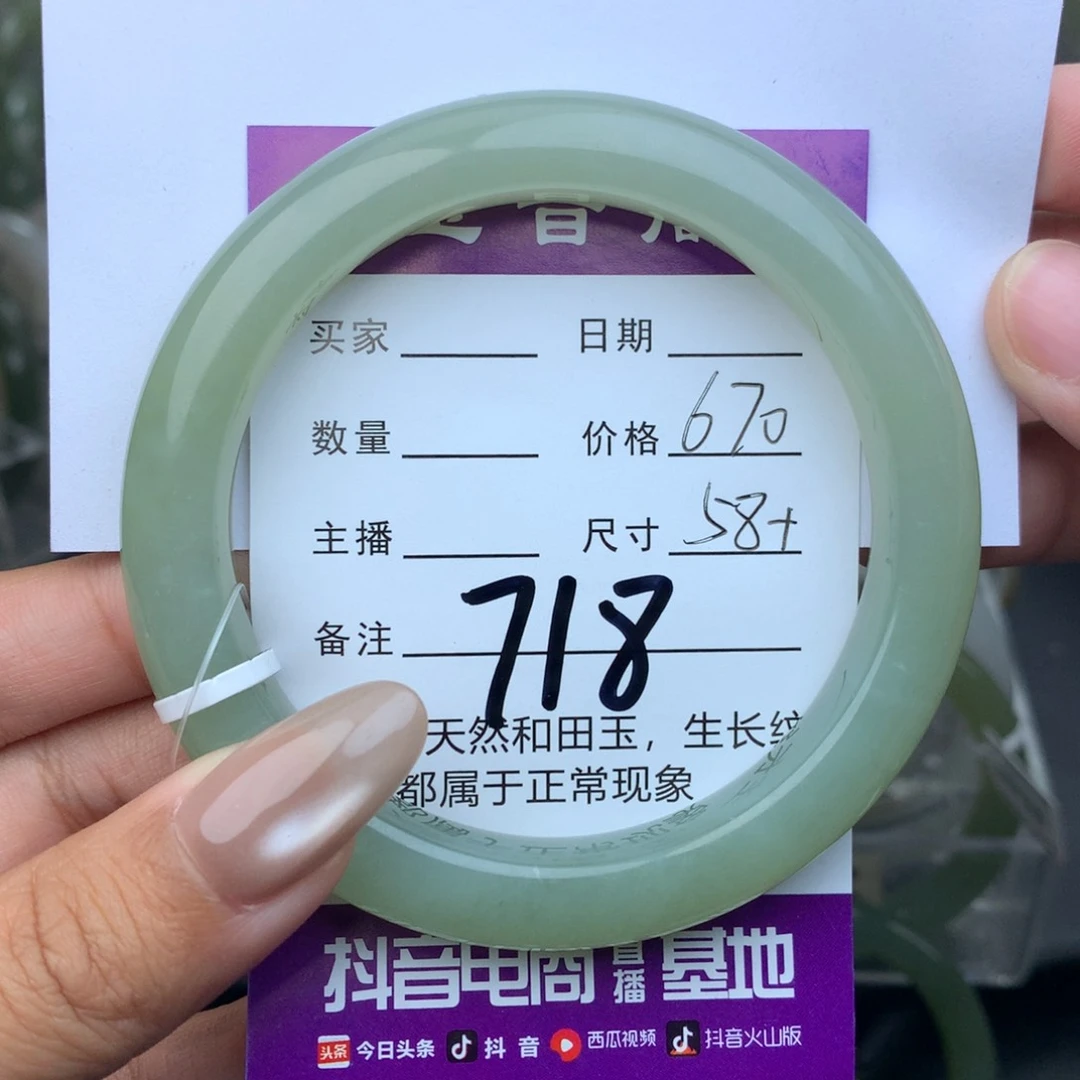 买家 日期
数量 价格 670
主播 尺寸 58+
备注 718
天然和田玉，生长纹
都属于正常现象
抖音电商直播基地
头条 今日头条 抖音 西瓜视频 抖音火山版